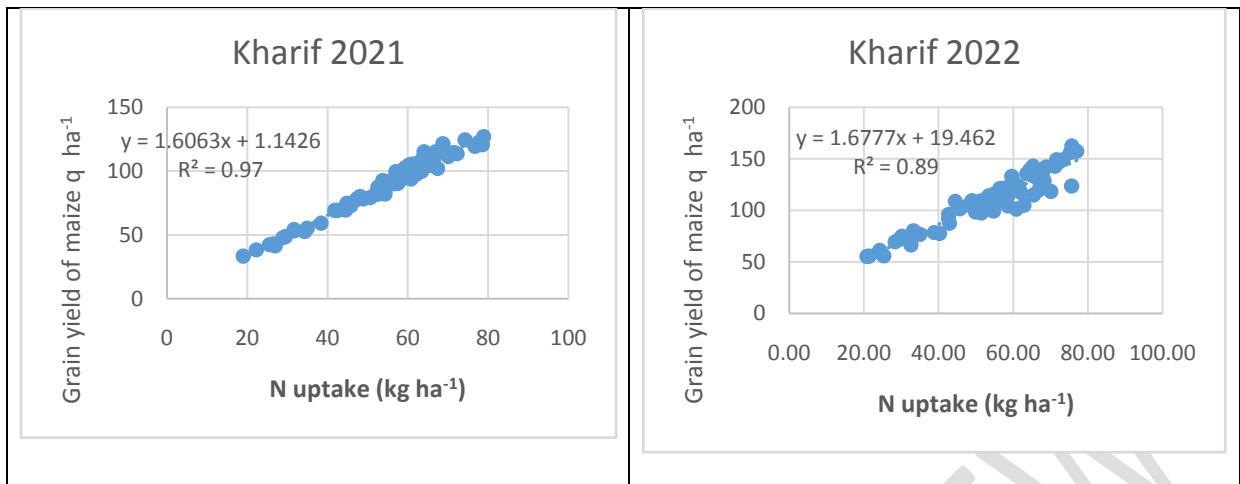 Kharif 2021
Grain yield of maize q ha⁻¹
150
100
50
0
y = 1.6063x + 1.1426
R² = 0.97
0 20 40 60 80 100
N uptake (kg ha⁻¹)
Kharif 2022
Grain yield of maize q ha⁻¹
200
150
100
50
0
y = 1.6777x + 19.462
R² = 0.89
0.00 20.00 40.00 60.00 80.00 100.00
N uptake (kg ha⁻¹)